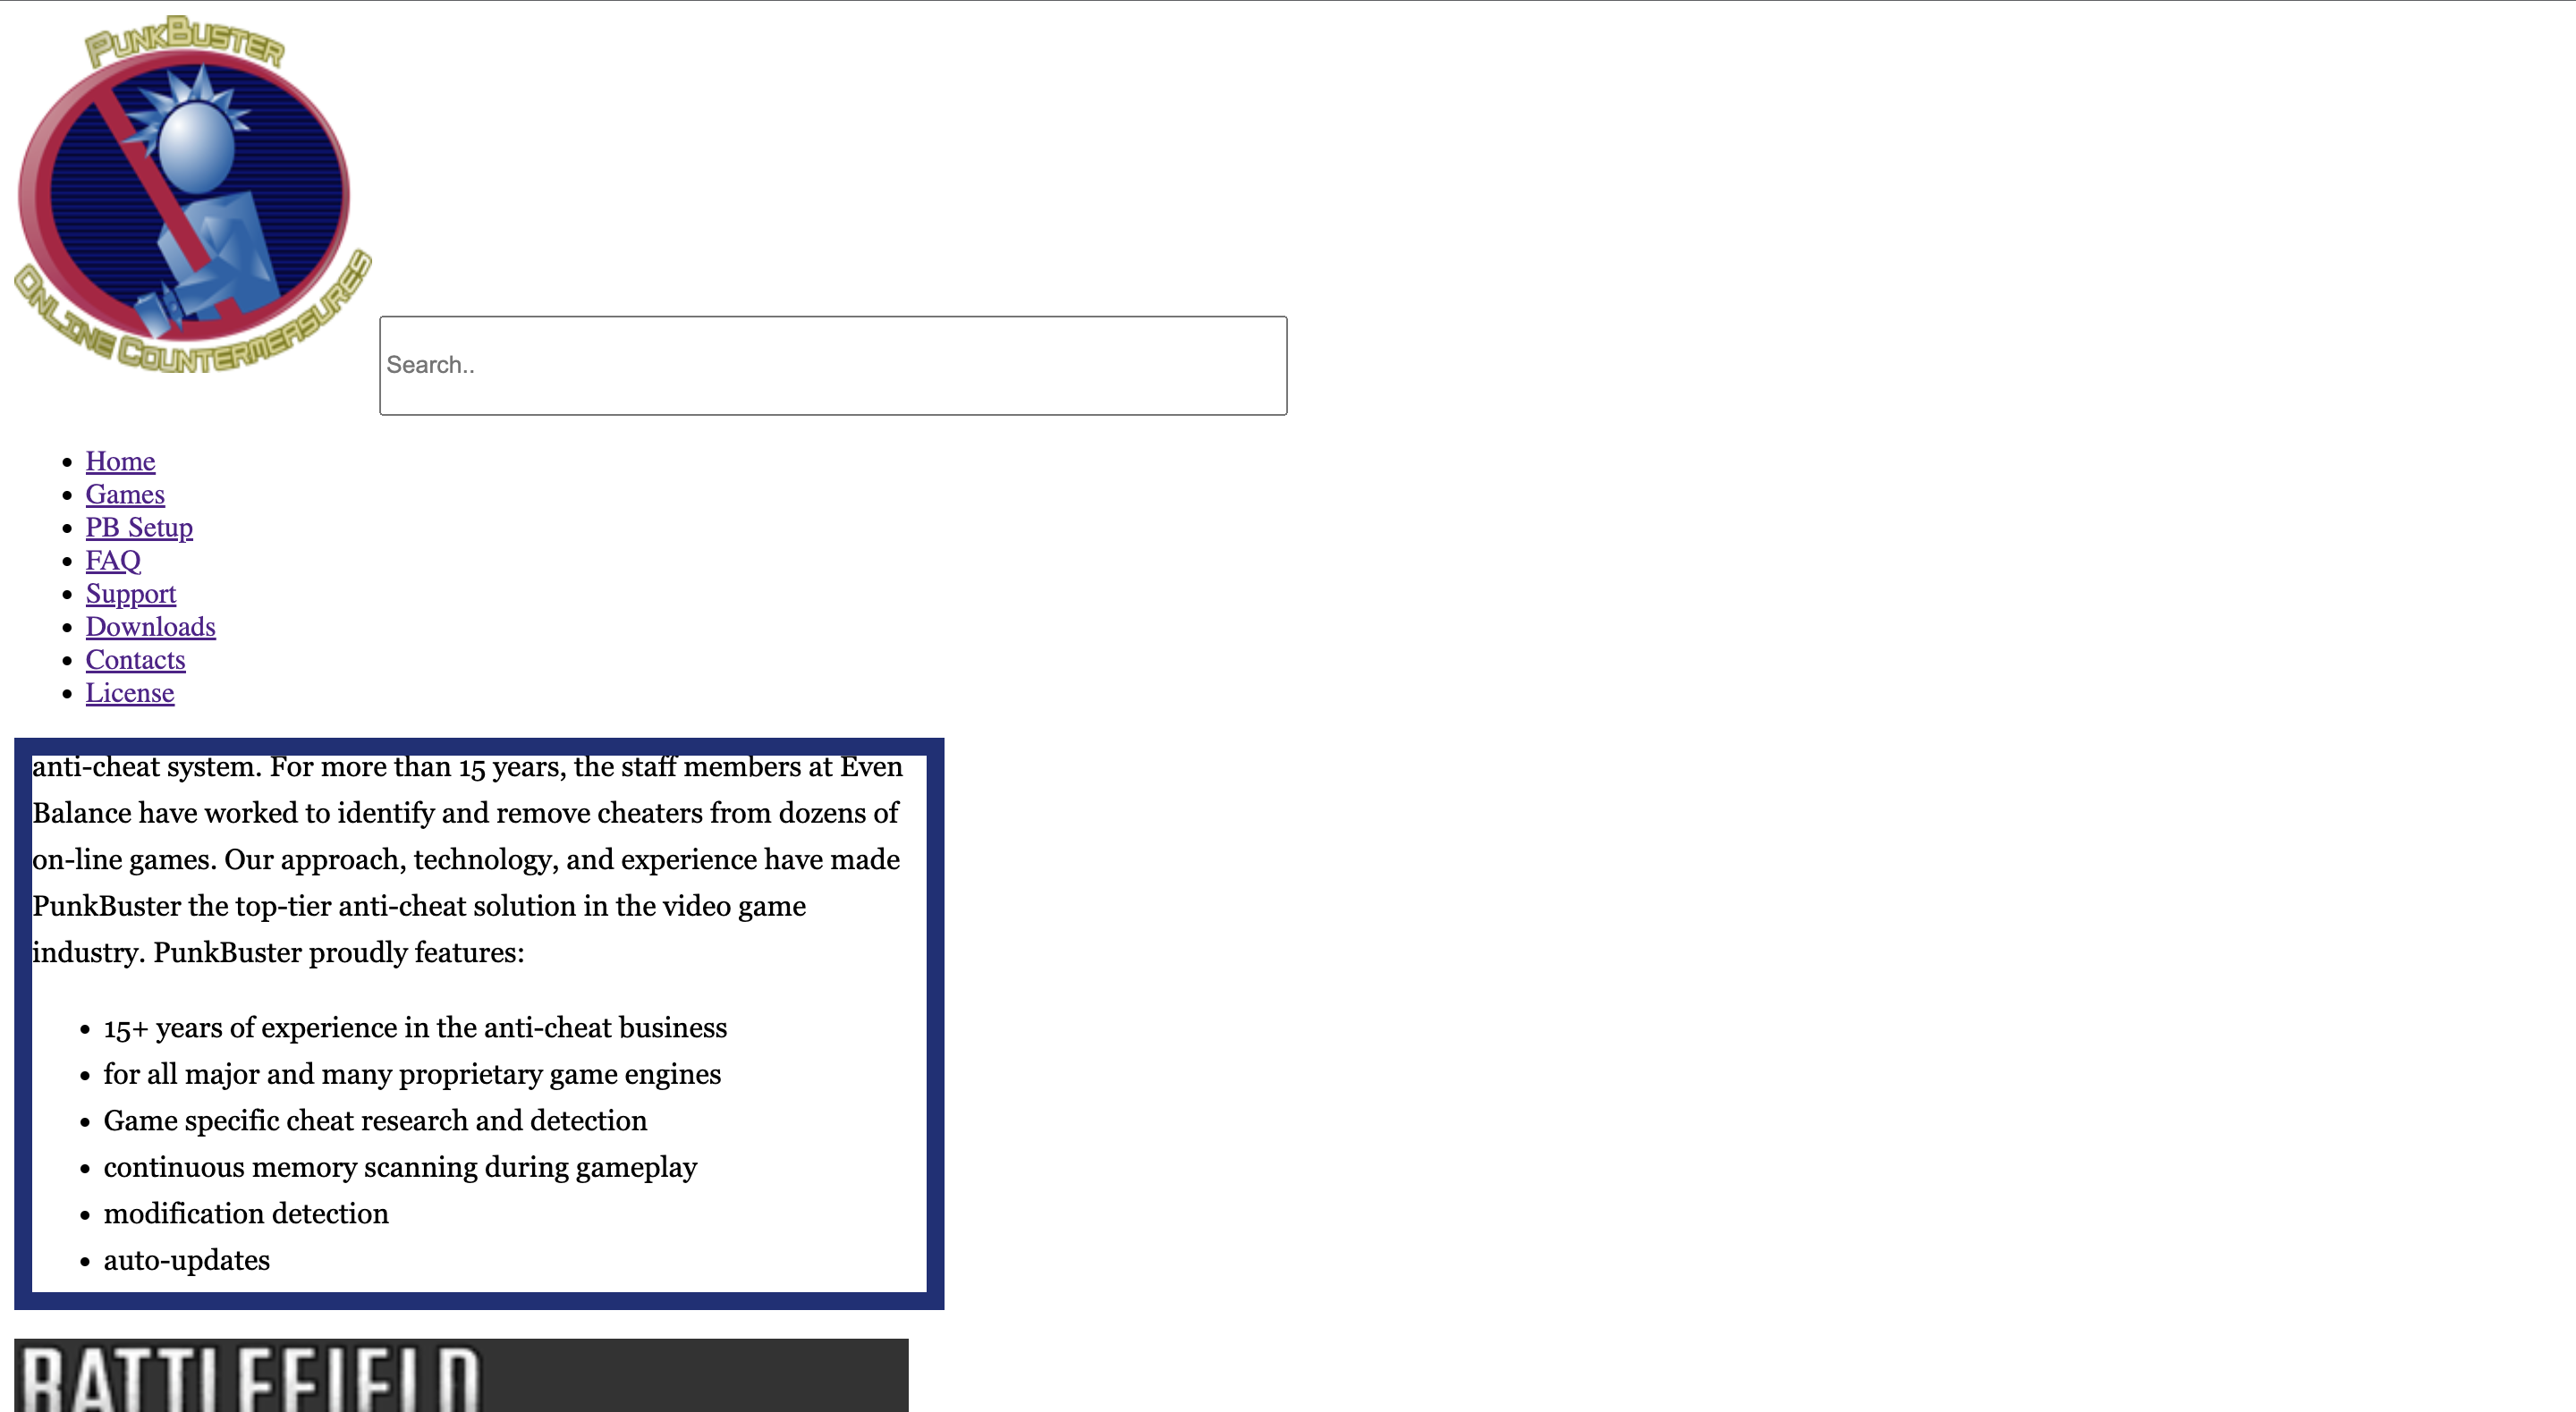 PUNKBUSTER
ONLINE COUNTERMEASURES
Search..
Home
Games
PB Setup
FAQ
Support
Downloads
Contacts
License
anti-cheat system. For more than 15 years, the staff members at Even
Balance have worked to identify and remove cheaters from dozens of
on-line games. Our approach, technology, and experience have made
PunkBuster the top-tier anti-cheat solution in the video game
industry. PunkBuster proudly features:
15+ years of experience in the anti-cheat business
for all major and many proprietary game engines
Game specific cheat research and detection
continuous memory scanning during gameplay
modification detection
auto-updates
BATTLEFIELD